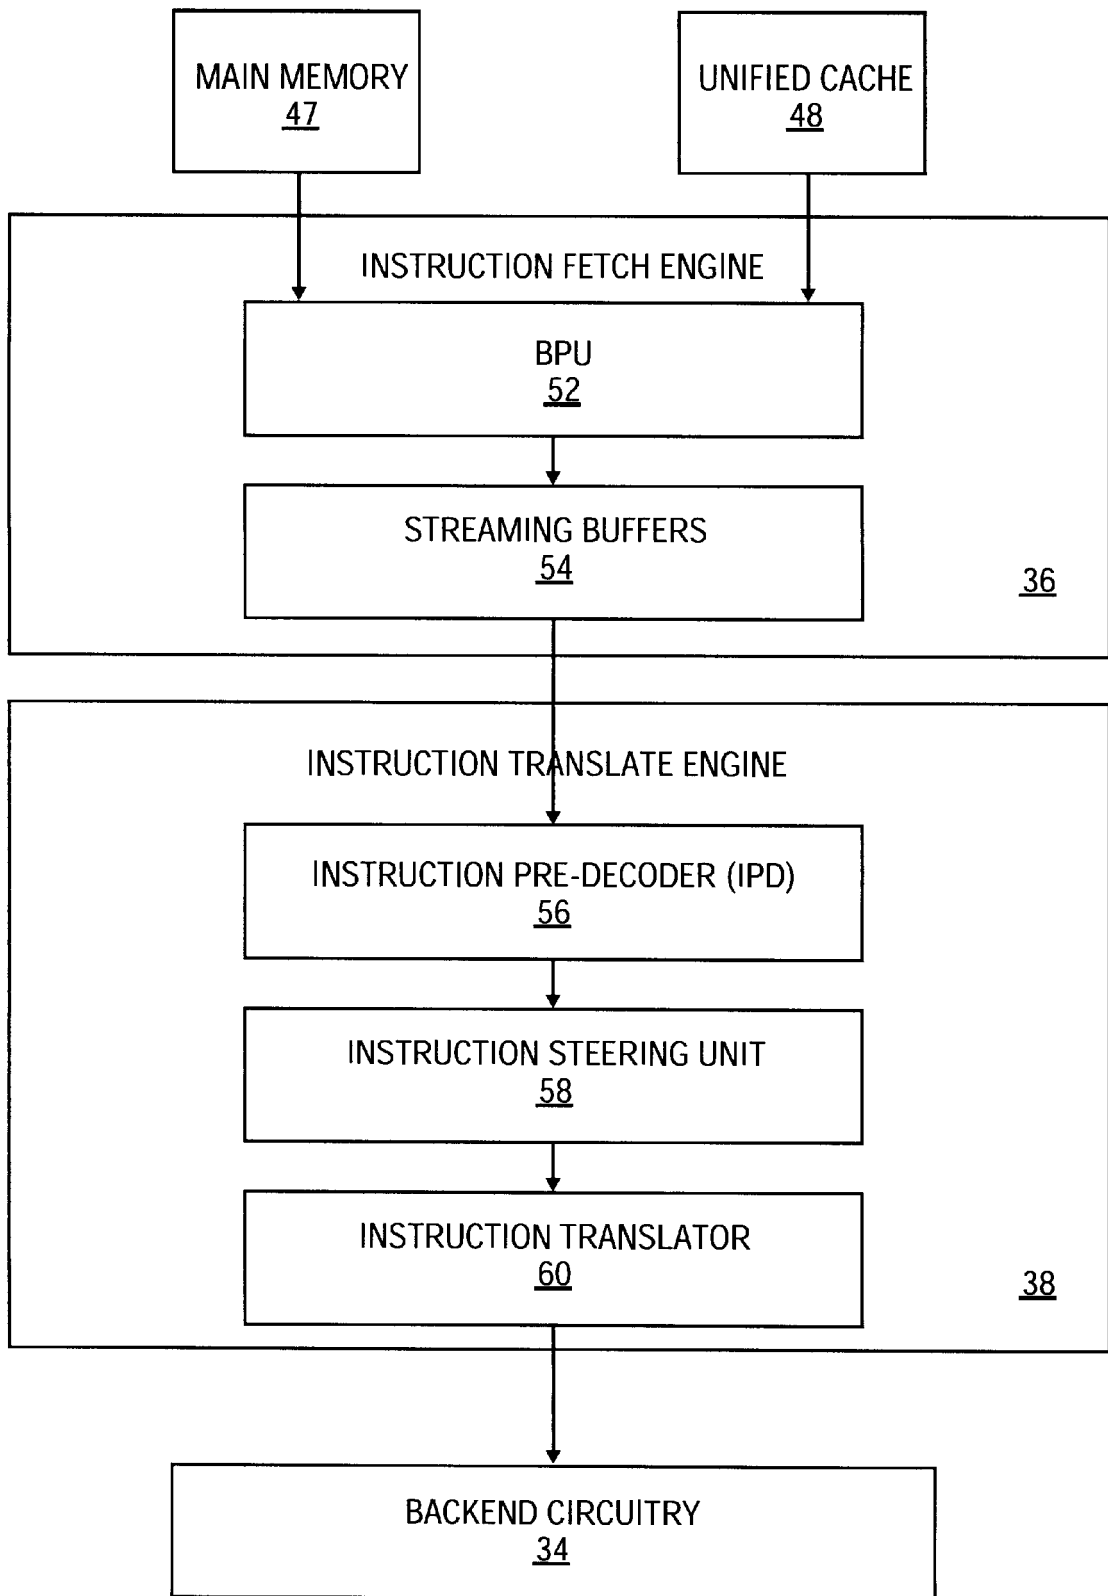 MAIN MEMORY
47
UNIFIED CACHE
48
INSTRUCTION FETCH ENGINE
BPU
52
STREAMING BUFFERS
54
36
INSTRUCTION TRANSLATE ENGINE
INSTRUCTION PRE-DECODER (IPD)
56
INSTRUCTION STEERING UNIT
58
INSTRUCTION TRANSLATOR
60
38
BACKEND CIRCUITRY
34